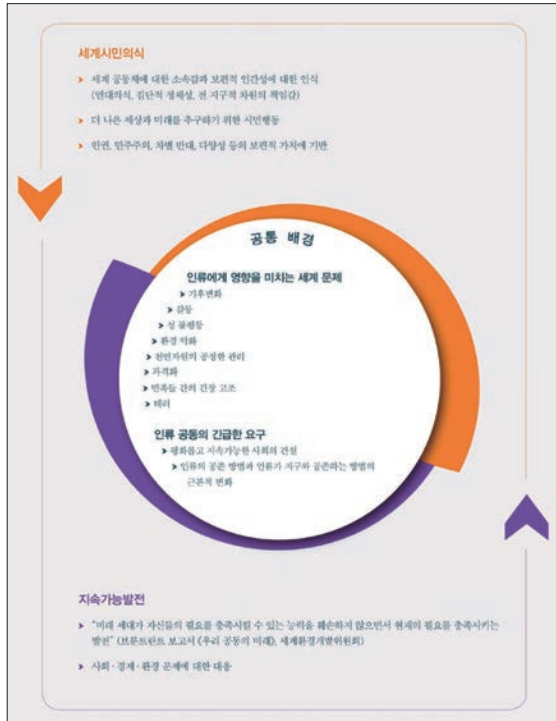 세계시민의식
세계 공동체에 대한 소속감과 보편적 인간성에 대한 인식
(연대의식, 집단적 정체성, 전 지구적 차원의 책임감)
더 나은 세상과 미래를 추구하기 위한 시민행동
인권, 민주주의, 차별 반대, 다양성 등의 보편적 가치에 기반
공통 배경
인류에게 영향을 미치는 세계 문제
기후변화
갈등
성 불평등
환경 악화
천연자원의 공정한 관리
과격화
민족들 간의 긴장 고조
테러
인류 공동의 긴급한 요구
평화롭고 지속가능한 사회의 건설
인류의 공존 방법과 인류가 지구와 공존하는 방법의
근본적 변화
지속가능발전
"미래 세대가 자신들의 필요를 충족시킬 수 있는 능력을 훼손하지 않으면서 현재의 필요를 충족시키는
발전" (브룬트란트 보고서 《우리 공동의 미래》, 세계환경개발위원회)
사회·경제·환경 문제에 대한 대응